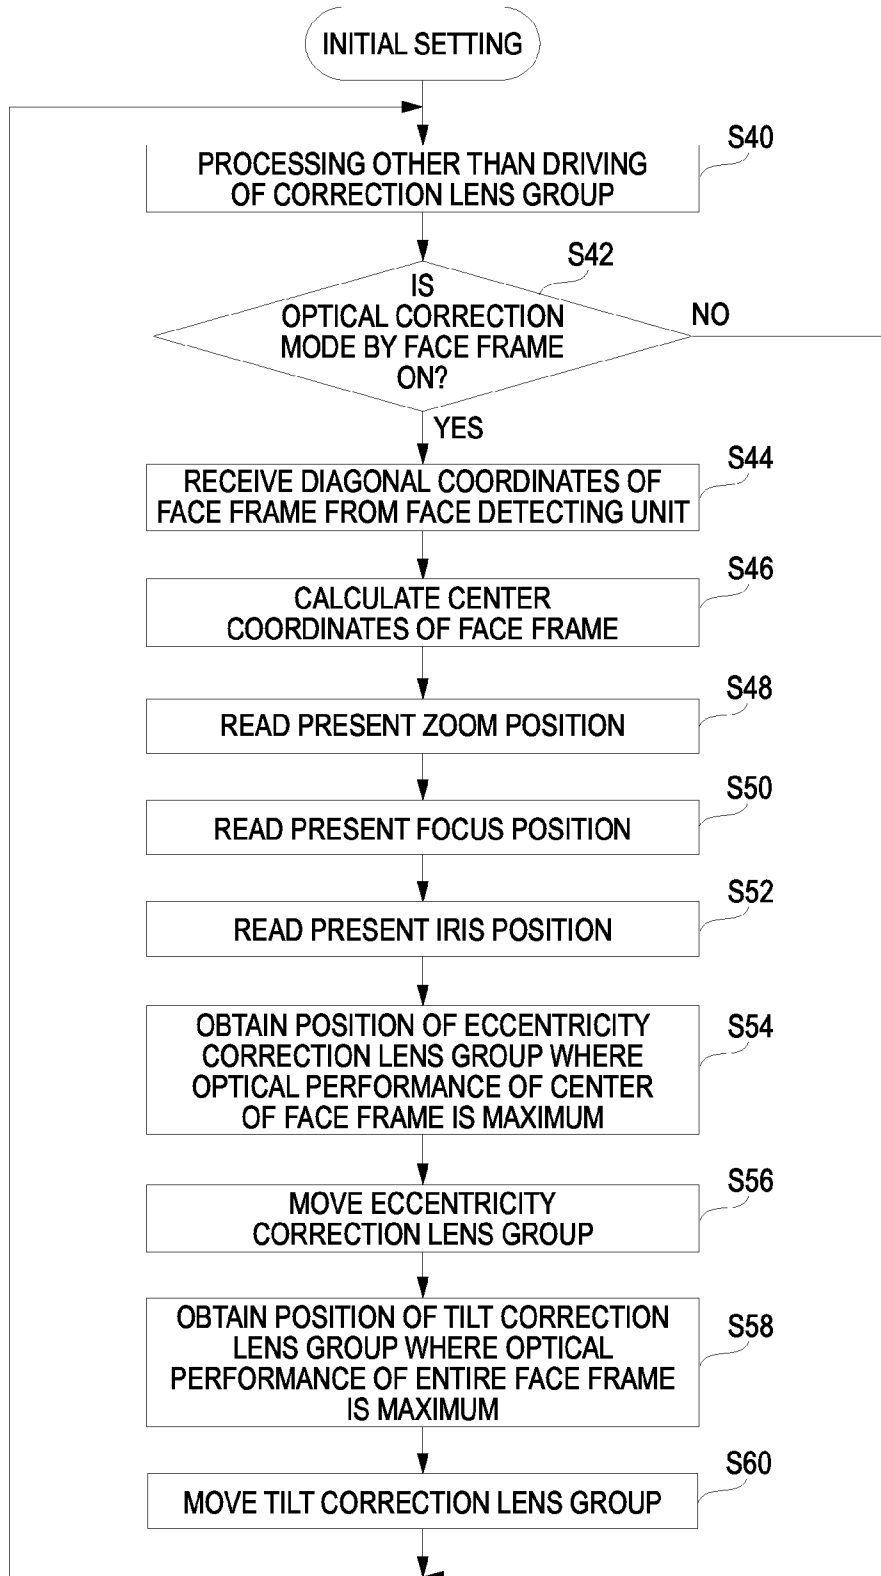 INITIAL SETTING
S40
PROCESSING OTHER THAN DRIVING
OF CORRECTION LENS GROUP
S42
IS
OPTICAL CORRECTION
MODE BY FACE FRAME
ON?
NO
YES
S44
RECEIVE DIAGONAL COORDINATES OF
FACE FRAME FROM FACE DETECTING UNIT
S46
CALCULATE CENTER
COORDINATES OF FACE FRAME
S48
READ PRESENT ZOOM POSITION
S50
READ PRESENT FOCUS POSITION
S52
READ PRESENT IRIS POSITION
S54
OBTAIN POSITION OF ECCENTRICITY
CORRECTION LENS GROUP WHERE
OPTICAL PERFORMANCE OF CENTER
OF FACE FRAME IS MAXIMUM
S56
MOVE ECCENTRICITY
CORRECTION LENS GROUP
S58
OBTAIN POSITION OF TILT CORRECTION
LENS GROUP WHERE OPTICAL
PERFORMANCE OF ENTIRE FACE FRAME
IS MAXIMUM
S60
MOVE TILT CORRECTION LENS GROUP